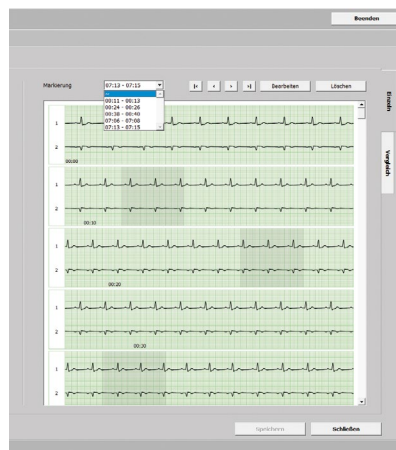 Beenden
Markierung 07:13 - 07:15 Bearbeiten Löschen
00:11 - 00:13
00:24 - 00:26
00:38 - 00:40
07:06 - 07:08
07:13 - 07:15
Einzeln
Vergleich
1
2
00:00
1
2
00:10
1
2
00:20
1
2
00:30
1
2
Speichern Schließen